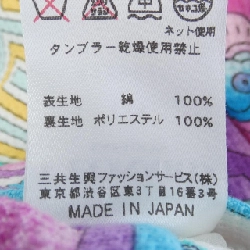 ネット使用
タンブラー乾燥使用禁止
表生地 綿 100%
裏生地 ポリエステル 100%
三共生興ファッションサービス(株)
東京都渋谷区東3丁目16番3号
MADE IN JAPAN